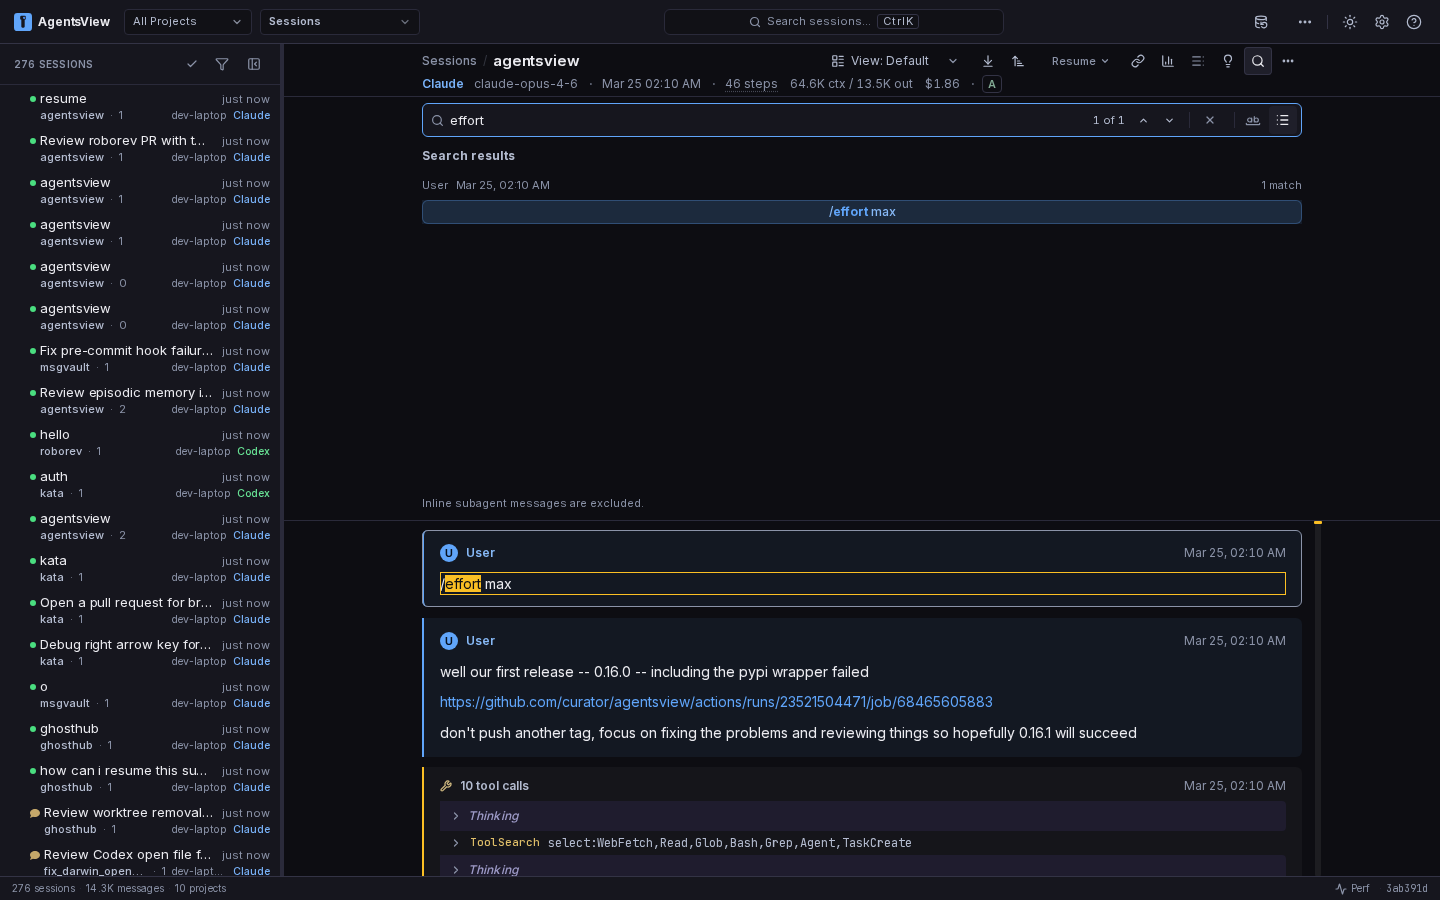 AgentsView
All Projects
Sessions
Search sessions... CtrlK
276 SESSIONS
resume just now
agentsview · 1 dev-laptop Claude
Review roborev PR with t... just now
agentsview · 1 dev-laptop Claude
agentsview just now
agentsview · 1 dev-laptop Claude
agentsview just now
agentsview · 1 dev-laptop Claude
agentsview just now
agentsview · 0 dev-laptop Claude
agentsview just now
agentsview · 0 dev-laptop Claude
Fix pre-commit hook failur... just now
msgvault · 1 dev-laptop Claude
Review episodic memory i... just now
agentsview · 2 dev-laptop Claude
hello just now
roborev · 1 dev-laptop Codex
auth just now
kata · 1 dev-laptop Codex
agentsview just now
agentsview · 2 dev-laptop Claude
kata just now
kata · 1 dev-laptop Claude
Open a pull request for br... just now
kata · 1 dev-laptop Claude
Debug right arrow key for... just now
kata · 1 dev-laptop Claude
o just now
msgvault · 1 dev-laptop Claude
ghosthub just now
ghosthub · 1 dev-laptop Claude
how can i resume this su... just now
ghosthub · 1 dev-laptop Claude
Review worktree removal... just now
ghosthub · 1 dev-laptop Claude
Review Codex open file f... just now
fix_darwin_open... · 1 dev-lapt... Claude
Sessions / agentsview
View: Default
Resume
Claude claude-opus-4-6 · Mar 25 02:10 AM · 46 steps 64.6K ctx / 13.5K out $1.86 · A
effort
1 of 1
ab
Search results
User Mar 25, 02:10 AM 1 match
/effort max
Inline subagent messages are excluded.
U User Mar 25, 02:10 AM
/effort max
U User Mar 25, 02:10 AM
well our first release -- 0.16.0 -- including the pypi wrapper failed
https://github.com/curator/agentsview/actions/runs/23521504471/job/68465605883
don't push another tag, focus on fixing the problems and reviewing things so hopefully 0.16.1 will succeed
10 tool calls Mar 25, 02:10 AM
Thinking
ToolSearch select:WebFetch,Read,Glob,Bash,Grep,Agent,TaskCreate
Thinking
276 sessions 14.3K messages 10 projects
Perf 3ab391d